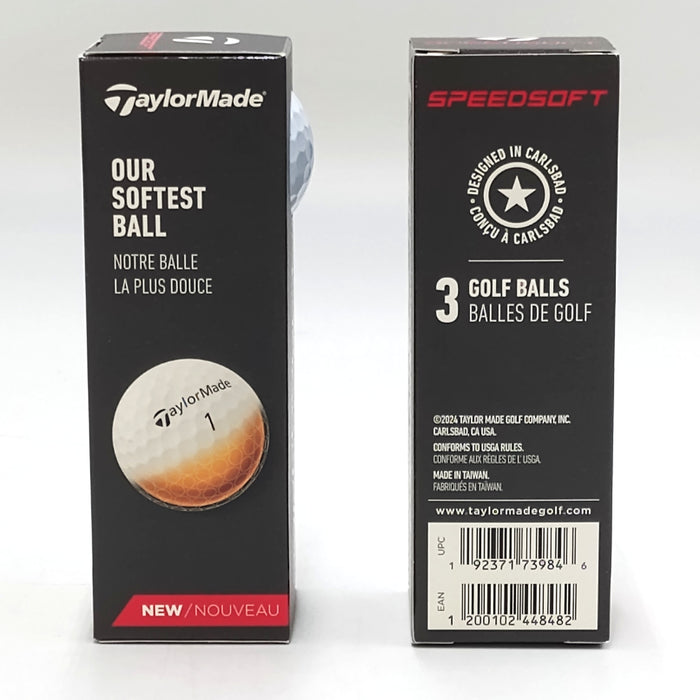 TaylorMade®
OUR
SOFTEST
BALL
NOTRE BALLE
LA PLUS DOUCE
TaylorMade
1
NEW/NOUVEAU
SPEEDSOFT
DESIGNED IN CARLSBAD
CONÇU À CARLSBAD
3 GOLF BALLS
BALLES DE GOLF
©2024 TAYLOR MADE GOLF COMPANY, INC.
CARLSBAD, CA USA.
CONFORMS TO USGA RULES.
CONFORME AUX RÈGLES DE L'USGA.
MADE IN TAIWAN.
FABRIQUÉS EN TAÏWAN.
www.taylormadegolf.com
UPC
1 92371 73984 6
EAN
1 200102 448482